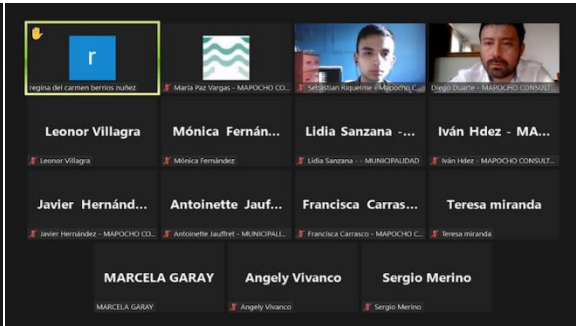 r
regina del carmen berrios nuñez
María Paz Vargas - MAPOCHO CO...
Sebastian Riquelme - Mapocho C...
Diego Duarte - MAPOCHO CONSULT...
Leonor Villagra
Mónica Fernán...
Lidia Sanzana -...
Iván Hdez - MA...
Leonor Villagra
Mónica Fernández
Lidia Sanzana - - MUNICIPALIDAD
Iván Hdez - MAPOCHO CONSULT...
Javier Hernánd...
Antoinette Jauf...
Francisca Carras...
Teresa miranda
Javier Hernández - MAPOCHO CO...
Antoinette Jauffret - MUNICIPALI...
Francisca Carrasco - MAPOCHO C...
Teresa miranda
MARCELA GARAY
Angely Vivanco
Sergio Merino
MARCELA GARAY
Angely Vivanco
Sergio Merino